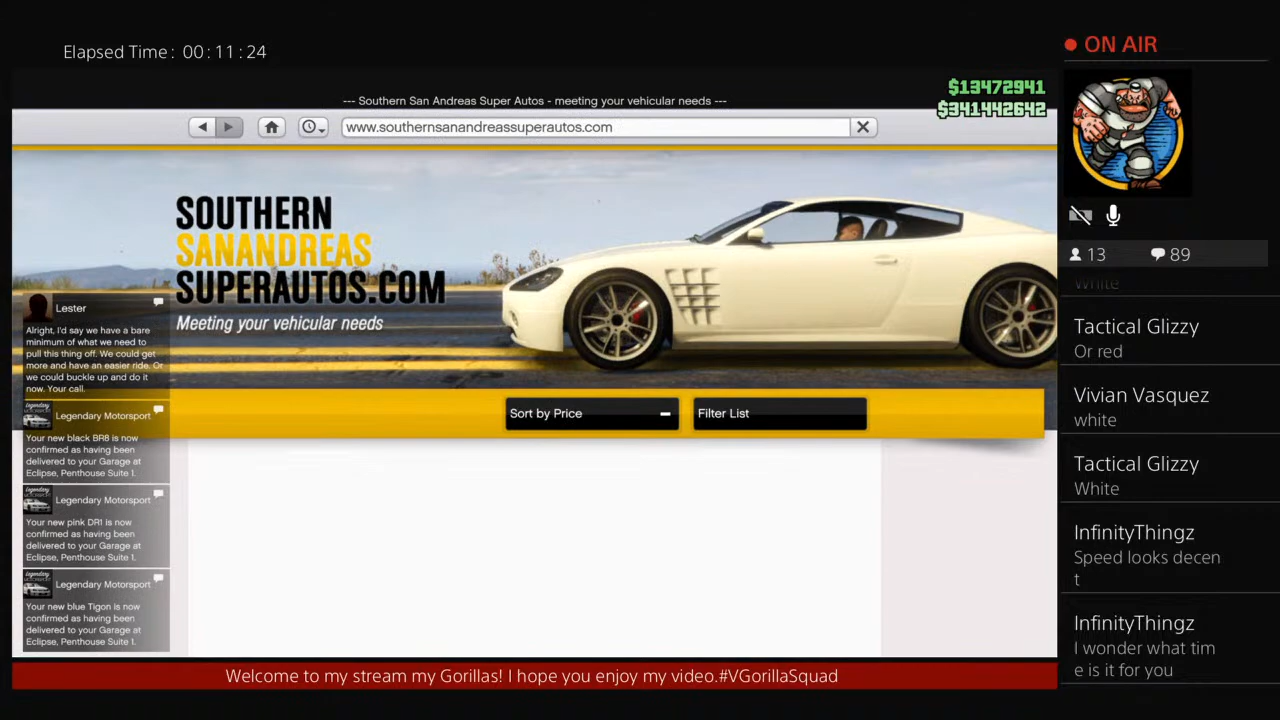 Elapsed Time: 00:11:24
ON AIR
--- Southern San Andreas Super Autos - meeting your vehicular needs ---
$13472941
$341442642
www.southernsanandreassuperautos.com
SOUTHERN
SANANDREAS
SUPERAUTOS.COM
Meeting your vehicular needs
Sort by Price
Filter List
Lester
Alright, I'd say we have a bare
minimum of what we need to
pull this thing off. We could get
more and have an easier ride. Or
we could buckle up and do it
now. Your call.
Legendary Motorsport
Your new black BR8 is now
confirmed as having been
delivered to your Garage at
Eclipse, Penthouse Suite 1.
Legendary Motorsport
Your new pink DR1 is now
confirmed as having been
delivered to your Garage at
Eclipse, Penthouse Suite 1.
Legendary Motorsport
Your new blue Tigon is now
confirmed as having been
delivered to your Garage at
Eclipse, Penthouse Suite 1.
Welcome to my stream my Gorillas! I hope you enjoy my video.#VGorillaSquad
13
89
White
Tactical Glizzy
Or red
Vivian Vasquez
white
Tactical Glizzy
White
InfinityThingz
Speed looks decen
t
InfinityThingz
I wonder what tim
e is it for you